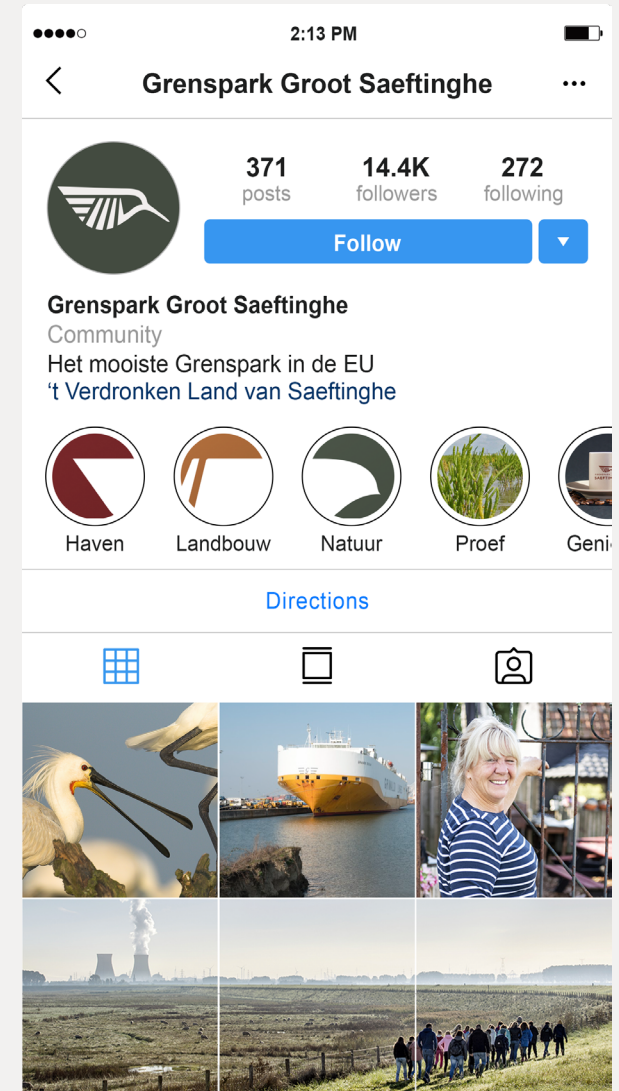 2:13 PM
Grenspark Groot Saeftinghe
371 14.4K 272
posts followers following
Follow
Grenspark Groot Saeftinghe
Community
Het mooiste Grenspark in de EU
‘t Verdronken Land van Saeftinghe
Haven Landbouw Natuur Proef Geni
Directions